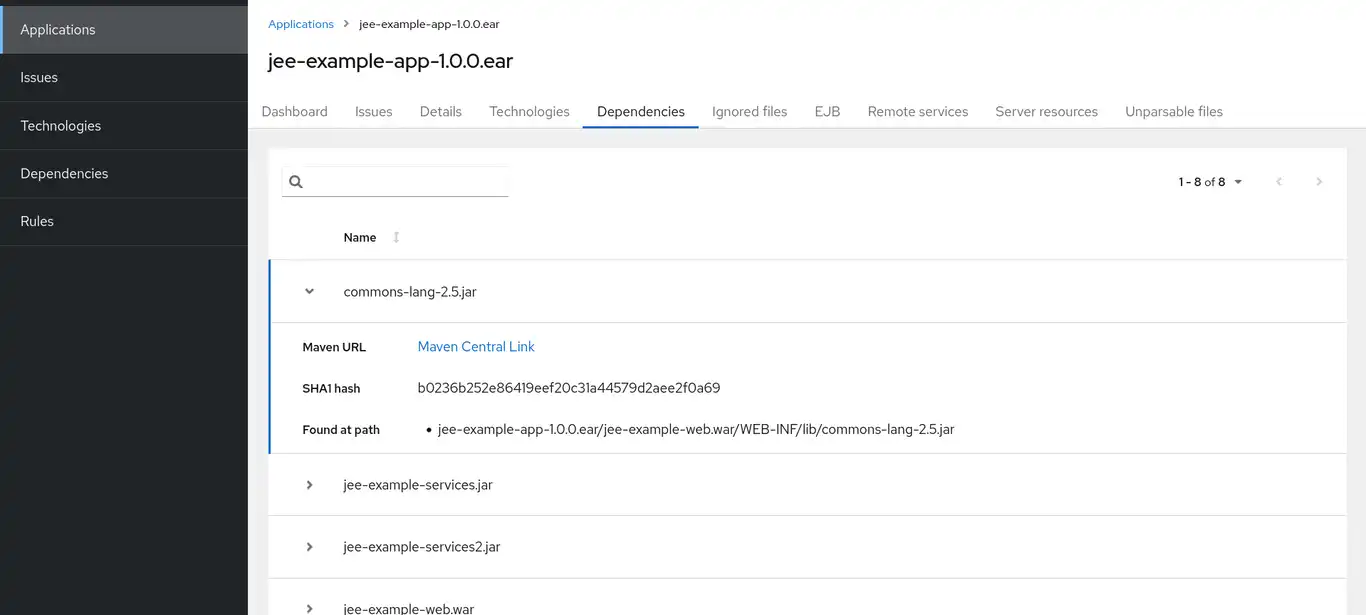 Applications
Issues
Technologies
Dependencies
Rules
Applications > jee-example-app-1.0.0.ear
jee-example-app-1.0.0.ear
Dashboard Issues Details Technologies Dependencies Ignored files EJB Remote services Server resources Unparsable files
1 - 8 of 8
Name
commons-lang-2.5.jar
Maven URL Maven Central Link
SHA1 hash b0236b252e86419eef20c31a44579d2aee2f0a69
Found at path • jee-example-app-1.0.0.ear/jee-example-web.war/WEB-INF/lib/commons-lang-2.5.jar
jee-example-services.jar
jee-example-services2.jar
jee-example-web.war